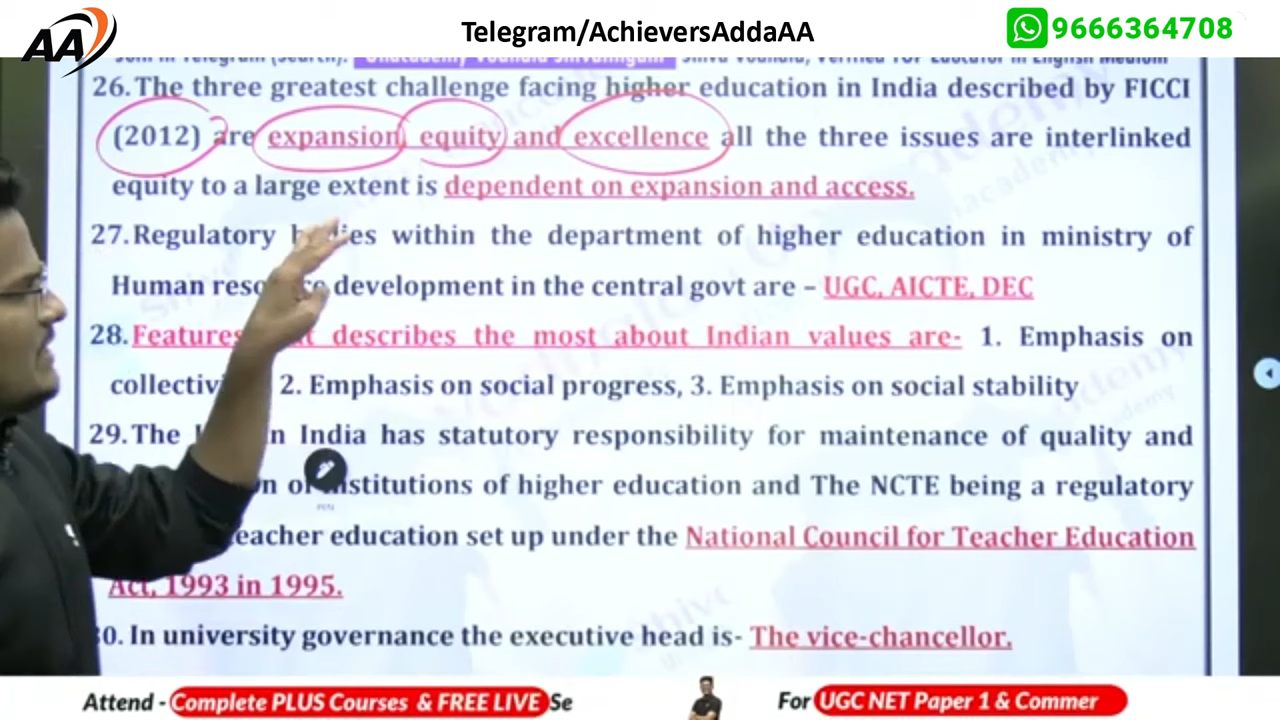 AA
Telegram/AchieversAddaAA
9666364708
26. The three greatest challenge facing higher education in India described by FICCI
(2012) are expansion, equity and excellence all the three issues are interlinked
equity to a large extent is dependent on expansion and access.
27. Regulatory within the department of higher education in ministry of
Human development in the central govt are – UGC, AICTE, DEC
28. Features describes the most about Indian values are- 1. Emphasis on
2. Emphasis on social progress, 3. Emphasis on social stability
29. The in India has statutory responsibility for maintenance of quality and
institutions of higher education and The NCTE being a regulatory
teacher education set up under the National Council for Teacher Education
Act, 1993 in 1995.
30. In university governance the executive head is- The vice-chancellor.
PEN
Attend - Complete PLUS Courses & FREE LIVE Se
For UGC NET Paper 1 & Commer